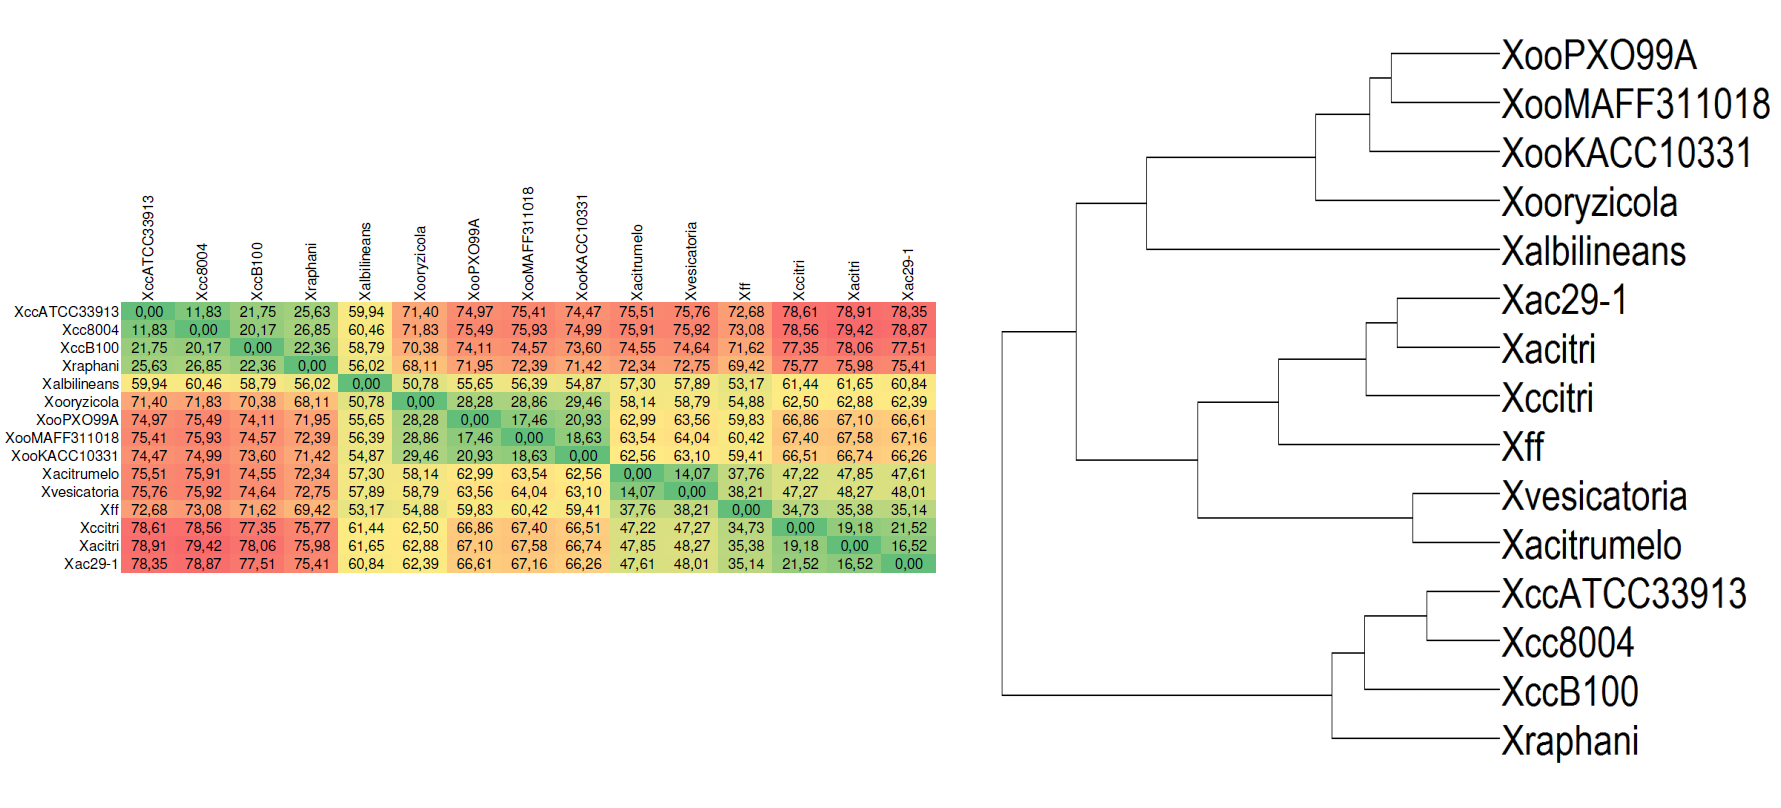 XccATCC33913 Xcc8004 XccB100 Xraphani Xalbilineans Xooryzicola XooPXO99A XooMAFF311018 XooKACC10331 Xacitrumelo Xvesicatoria Xff Xccitri Xacitri Xac29-1
XccATCC33913 0,00 11,83 21,75 25,63 59,94 71,40 74,97 75,41 74,47 75,51 75,76 72,68 78,61 78,91 78,35
Xcc8004 11,83 0,00 20,17 26,85 60,46 71,83 75,49 75,93 74,99 75,91 75,92 73,08 78,56 79,42 78,87
XccB100 21,75 20,17 0,00 22,36 58,79 70,38 74,11 74,57 73,60 74,55 74,64 71,62 77,35 78,06 77,51
Xraphani 25,63 26,85 22,36 0,00 56,02 68,11 71,95 72,39 71,42 72,34 72,75 69,42 75,77 75,98 75,41
Xalbilineans 59,94 60,46 58,79 56,02 0,00 50,78 55,65 56,39 54,87 57,30 57,89 53,17 61,44 61,65 60,84
Xooryzicola 71,40 71,83 70,38 68,11 50,78 0,00 28,28 28,86 29,46 58,14 58,79 54,88 62,50 62,88 62,39
XooPXO99A 74,97 75,49 74,11 71,95 55,65 28,28 0,00 17,46 20,93 62,99 63,56 59,83 66,86 67,10 66,61
XooMAFF311018 75,41 75,93 74,57 72,39 56,39 28,86 17,46 0,00 18,63 63,54 64,04 60,42 67,40 67,58 67,16
XooKACC10331 74,47 74,99 73,60 71,42 54,87 29,46 20,93 18,63 0,00 62,56 63,10 59,41 66,51 66,74 66,26
Xacitrumelo 75,51 75,91 74,55 72,34 57,30 58,14 62,99 63,54 62,56 0,00 14,07 37,76 47,22 47,85 47,61
Xvesicatoria 75,76 75,92 74,64 72,75 57,89 58,79 63,56 64,04 63,10 14,07 0,00 38,21 47,27 48,27 48,01
Xff 72,68 73,08 71,62 69,42 53,17 54,88 59,83 60,42 59,41 37,76 38,21 0,00 34,73 35,38 35,14
Xccitri 78,61 78,56 77,35 75,77 61,44 62,50 66,86 67,40 66,51 47,22 47,27 34,73 0,00 19,18 21,52
Xacitri 78,91 79,42 78,06 75,98 61,65 62,88 67,10 67,58 66,74 47,85 48,27 35,38 19,18 0,00 16,52
Xac29-1 78,35 78,87 77,51 75,41 60,84 62,39 66,61 67,16 66,26 47,61 48,01 35,14 21,52 16,52 0,00
XooPXO99A
XooMAFF311018
XooKACC10331
Xooryzicola
Xalbilineans
Xac29-1
Xacitri
Xccitri
Xff
Xvesicatoria
Xacitrumelo
XccATCC33913
Xcc8004
XccB100
Xraphani